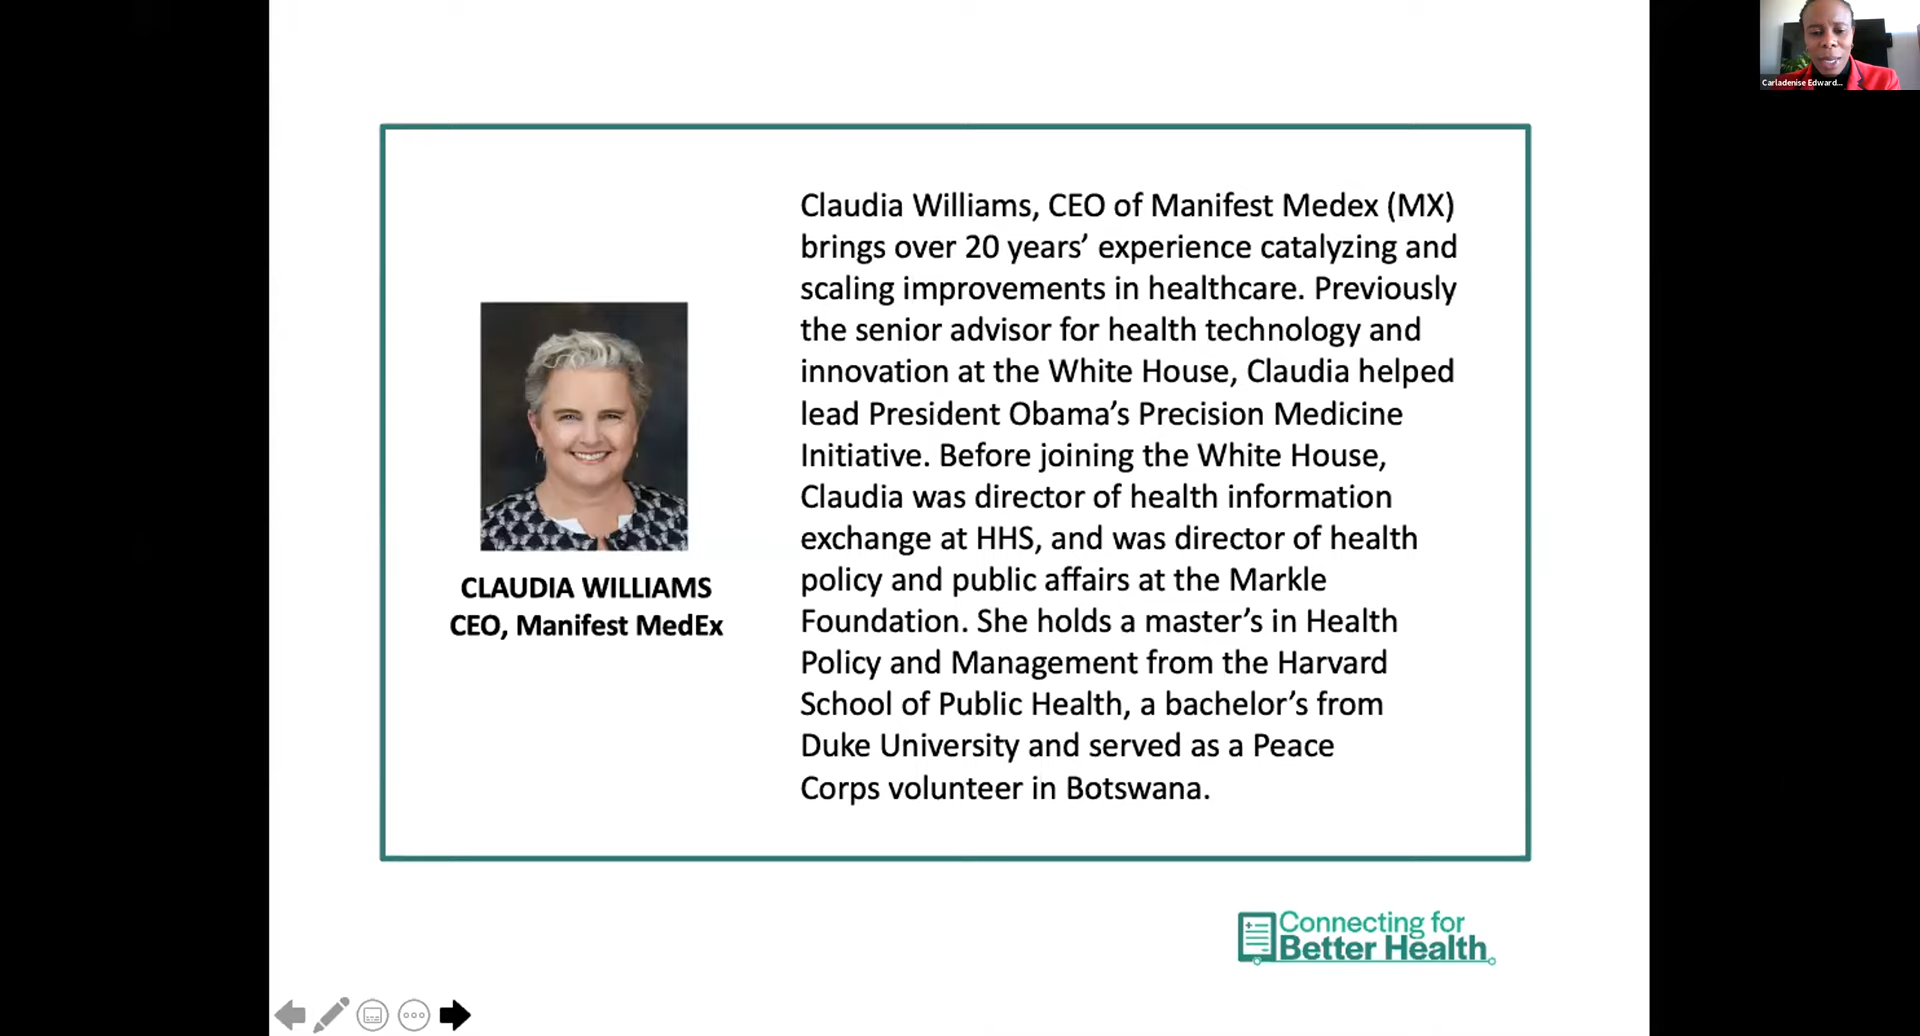 Carladenise Edward...
Claudia Williams, CEO of Manifest Medex (MX)
brings over 20 years’ experience catalyzing and
scaling improvements in healthcare. Previously
the senior advisor for health technology and
innovation at the White House, Claudia helped
lead President Obama’s Precision Medicine
Initiative. Before joining the White House,
Claudia was director of health information
exchange at HHS, and was director of health
policy and public affairs at the Markle
Foundation. She holds a master’s in Health
Policy and Management from the Harvard
School of Public Health, a bachelor’s from
Duke University and served as a Peace
Corps volunteer in Botswana.
CLAUDIA WILLIAMS
CEO, Manifest MedEx
Connecting for
Better Health